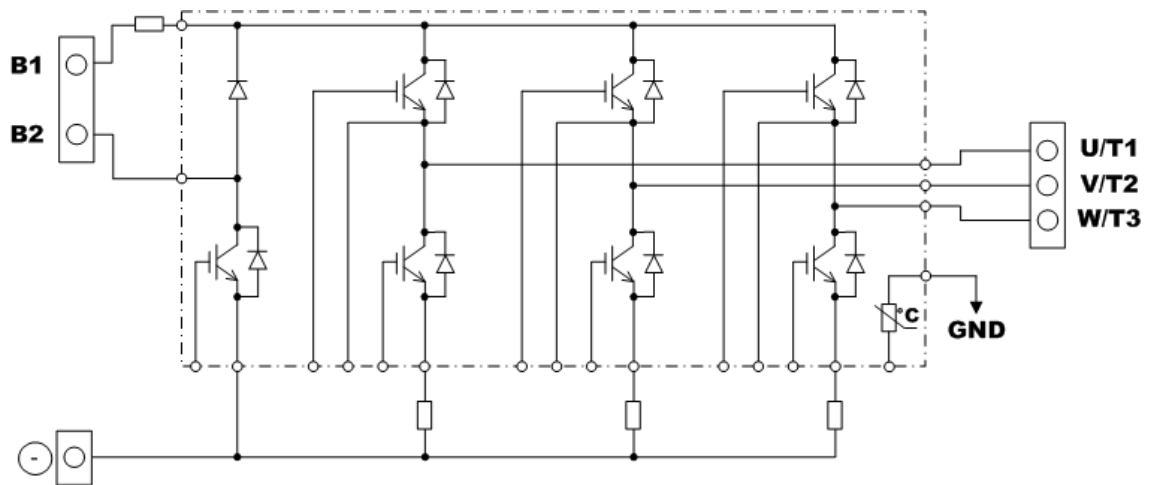 B1
B2
U/T1
V/T2
W/T3
°C
GND
-